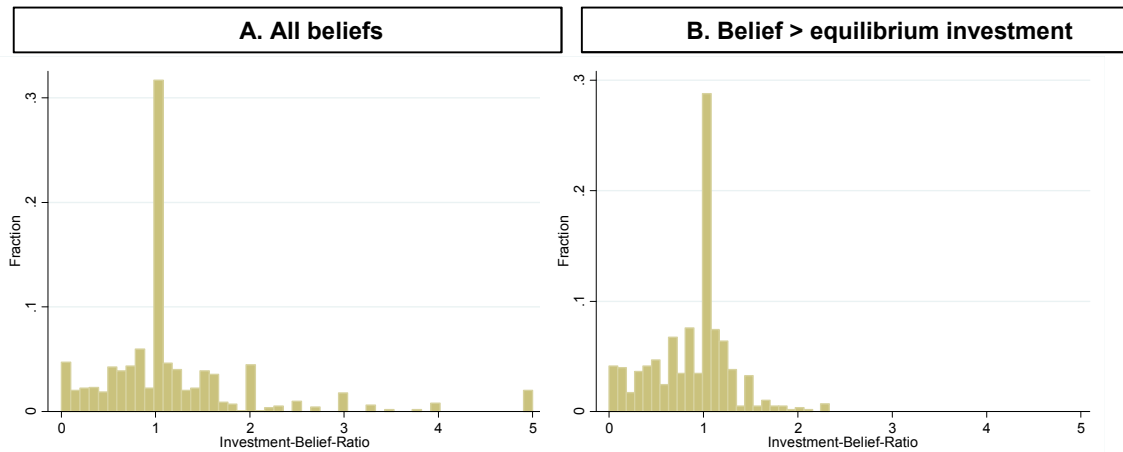 A. All beliefs
Fraction
.3
.2
.1
0
0 1 2 3 4 5
Investment-Belief-Ratio
B. Belief > equilibrium investment
Fraction
.3
.2
.1
0
0 1 2 3 4 5
Investment-Belief-Ratio